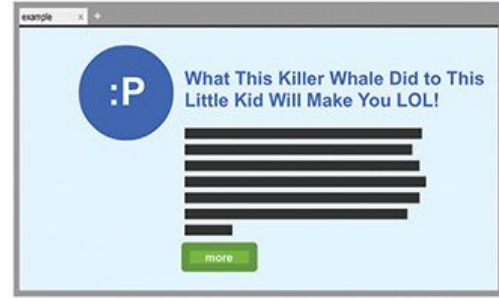 example x +
:P
What This Killer Whale Did to This
Little Kid Will Make You LOL!
more